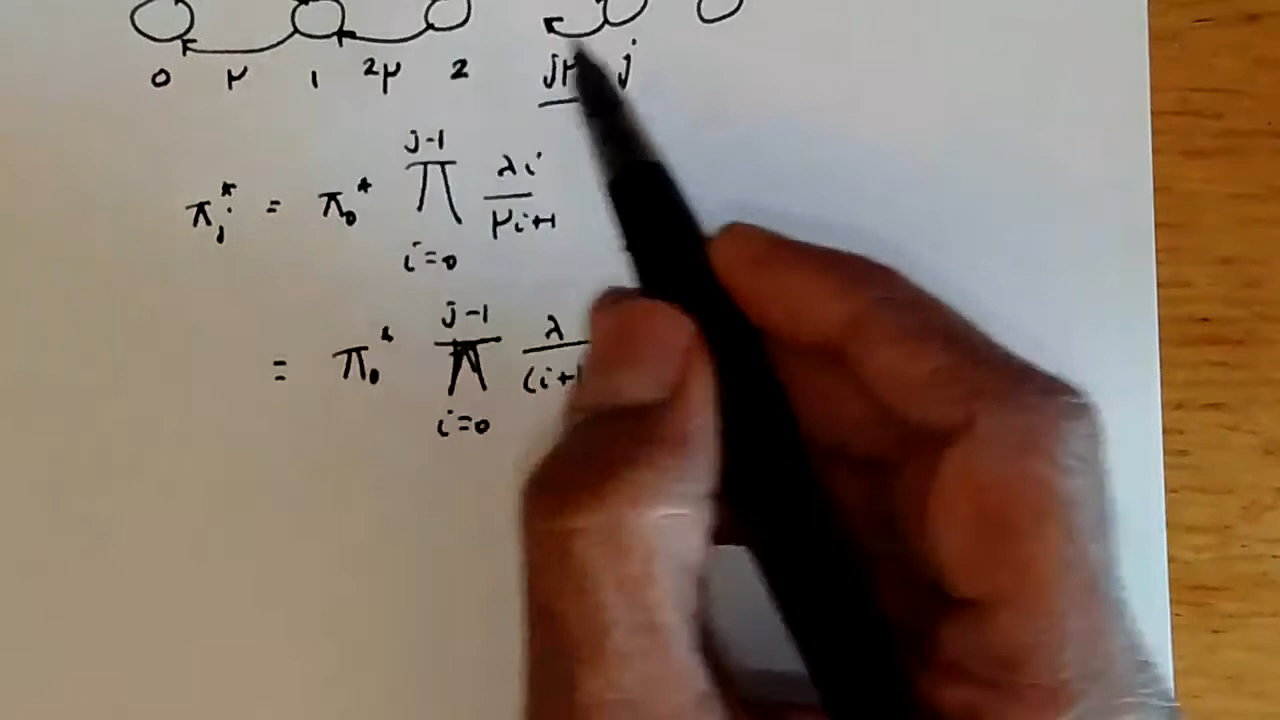 0 μ 1 2μ 2 jμ j
π_j^* = π_0^* ∏_{i=0}^{j-1} λ_i / μ_{i+1}
= π_0^* ∏_{i=0}^{j-1} λ / (i+1